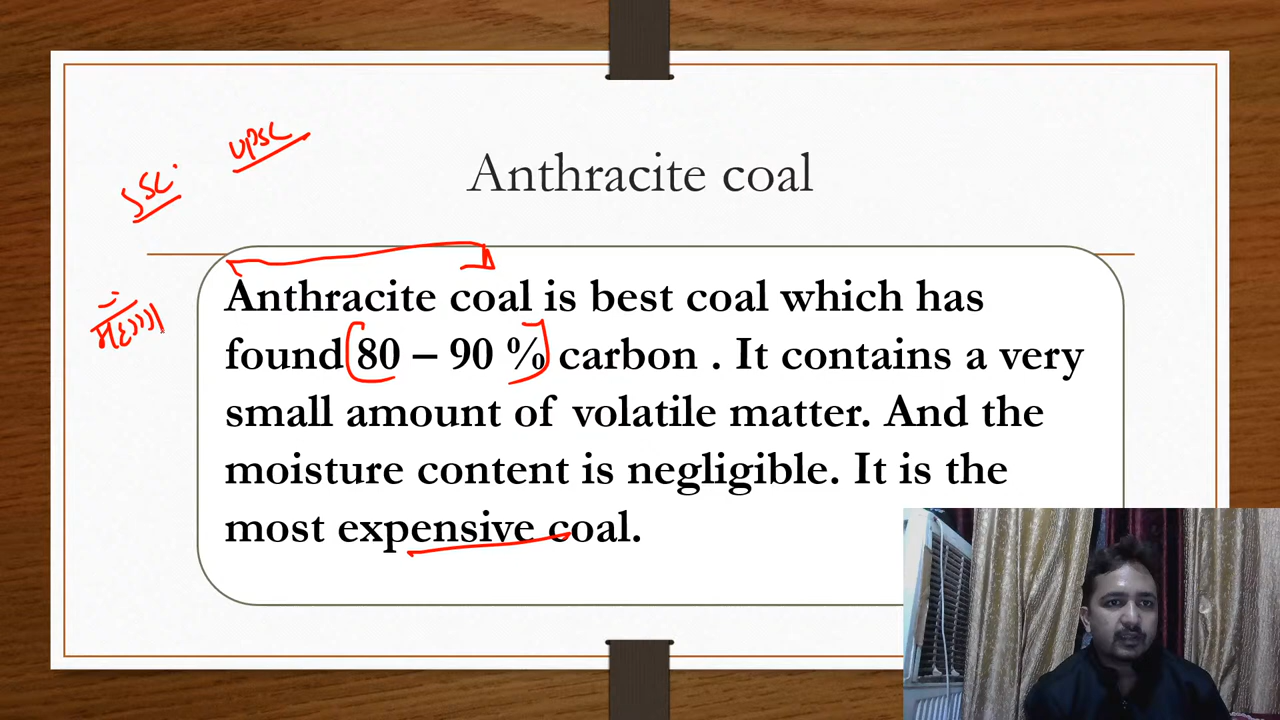 UPSC
SSC
Anthracite coal
Anthracite coal is best coal which has
found 80 – 90 % carbon . It contains a very
small amount of volatile matter. And the
moisture content is negligible. It is the
most expensive coal.